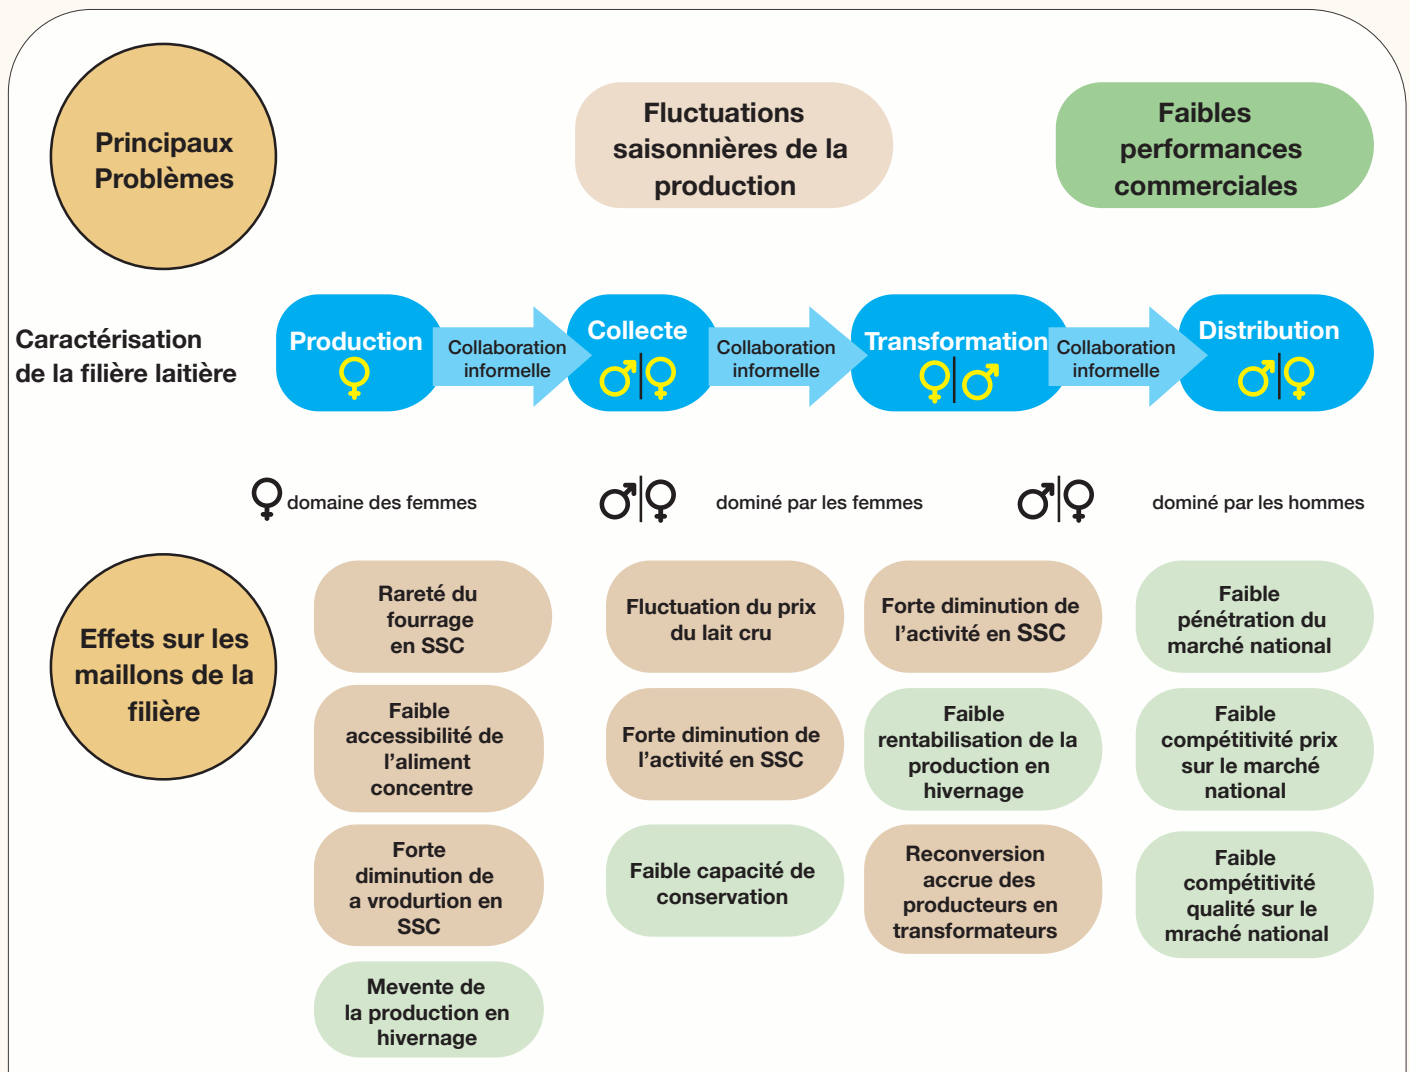 Principaux
Problèmes
Fluctuations
saisonnières de la
production
Faibles
performances
commerciales
Caractérisation
de la filière laitière
Production
Collaboration
informelle
Collecte
Collaboration
informelle
Transformation
Collaboration
informelle
Distribution
domaine des femmes
dominé par les femmes
dominé par les hommes
Effets sur les
maillons de la
filière
Rareté du
fourrage
en SSC
Faible
accessibilité de
l'aliment
concentre
Forte
diminution de
a vrodurtion en
SSC
Mevente de
la production en
hivernage
Fluctuation du prix
du lait cru
Forte diminution de
l'activité en SSC
Faible capacité de
conservation
Forte diminution de
l'activité en SSC
Faible
rentabilisation de la
production en
hivernage
Reconversion
accrue des
producteurs en
transformateurs
Faible
pénétration du
marché national
Faible
compétitivité prix
sur le marché
national
Faible
compétitivité
qualité sur le
mraché national